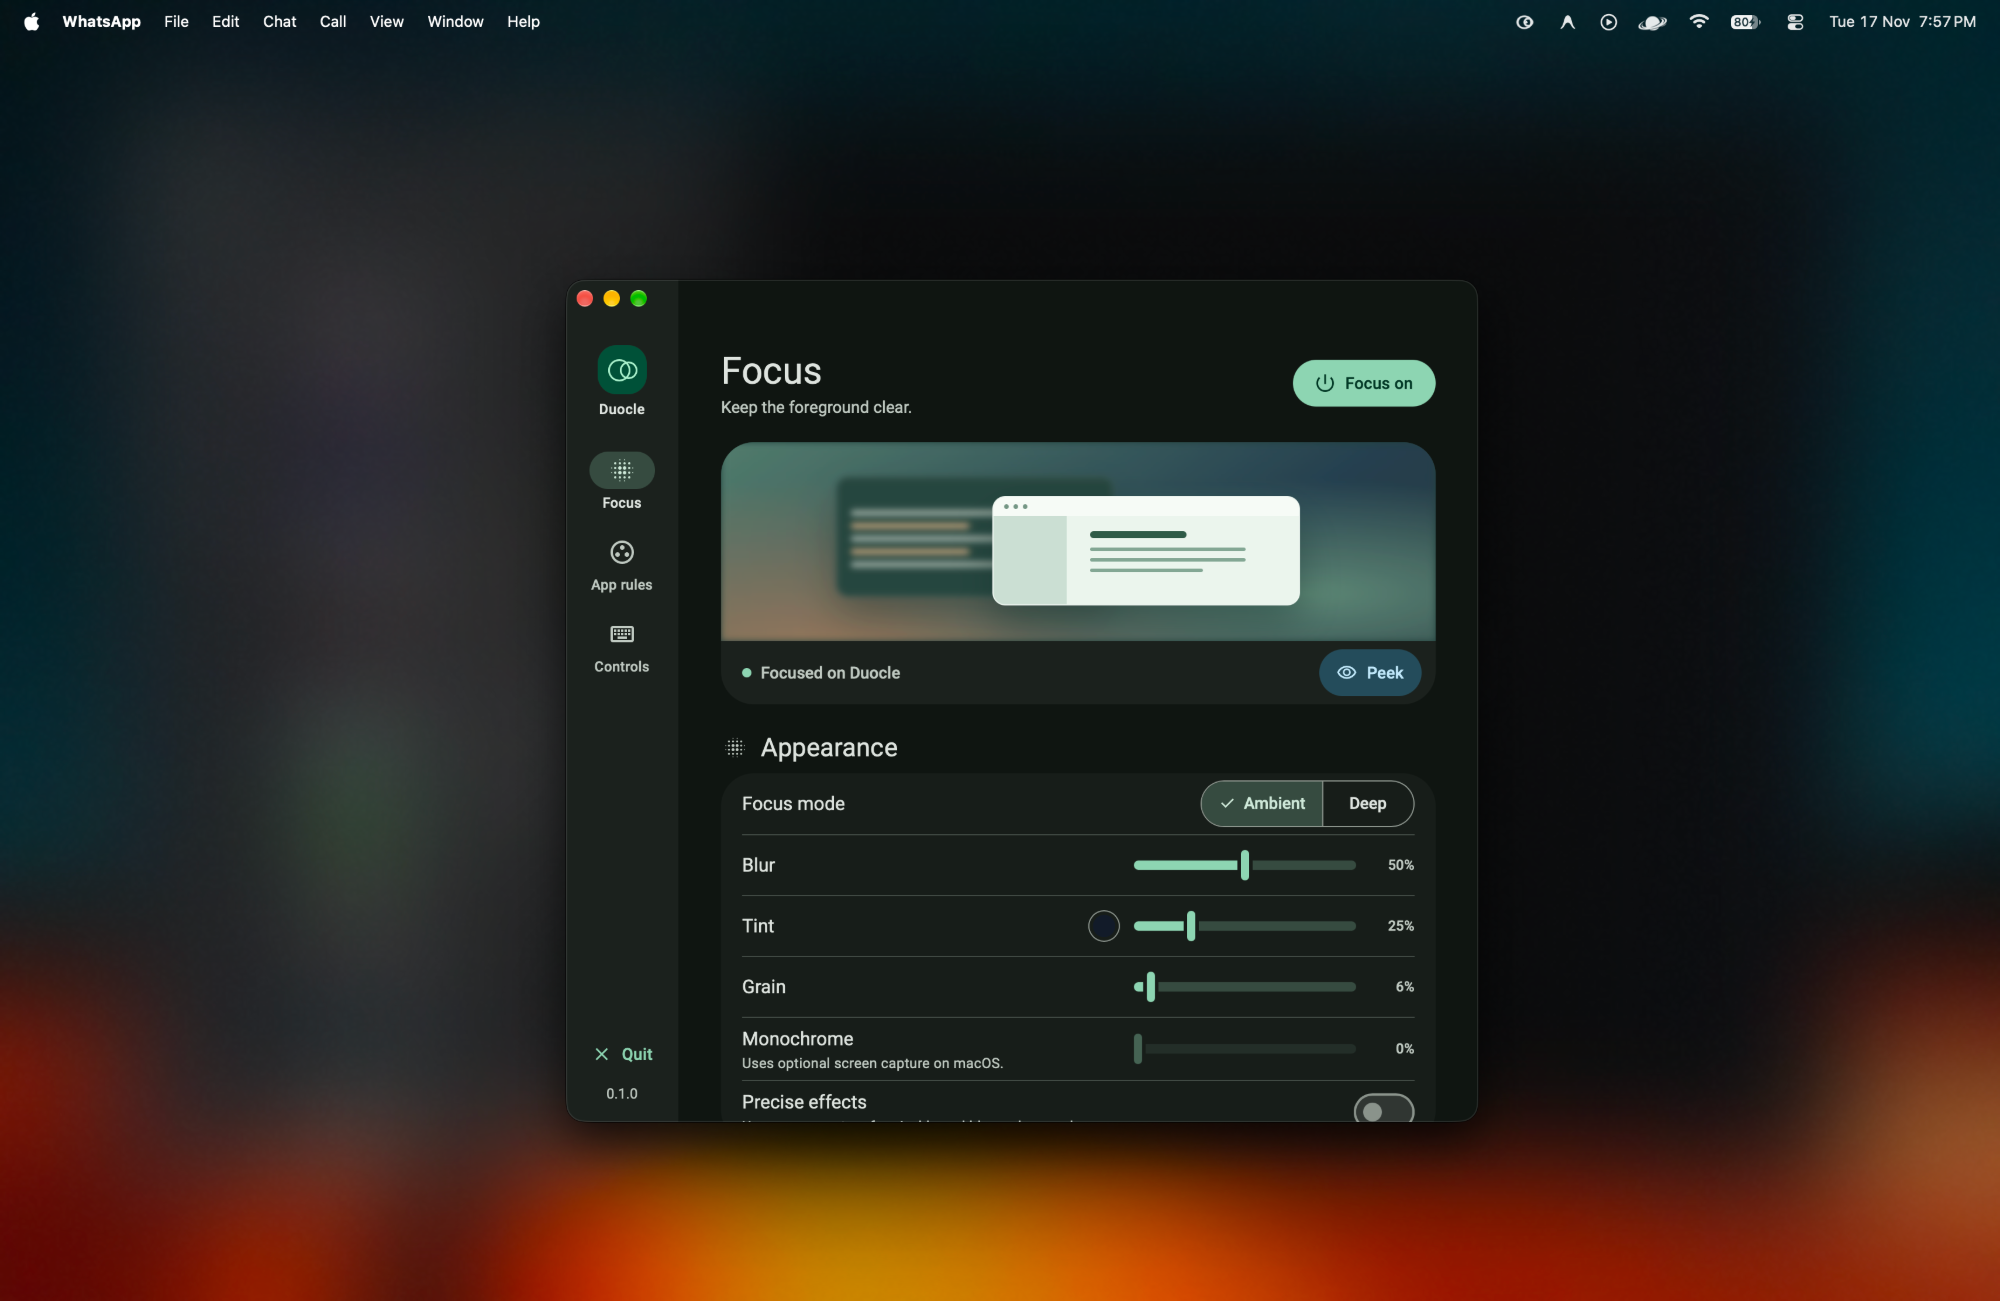 WhatsApp File Edit Chat Call View Window Help 80 Tue 17 Nov 7:57 PM
Duocle
Focus
App rules
Controls
Quit
0.1.0
Focus
Keep the foreground clear.
Focus on
Focused on Duocle
Peek
Appearance
Focus mode Ambient Deep
Blur 50%
Tint 25%
Grain 6%
Monochrome 0%
Uses optional screen capture on macOS.
Precise effects